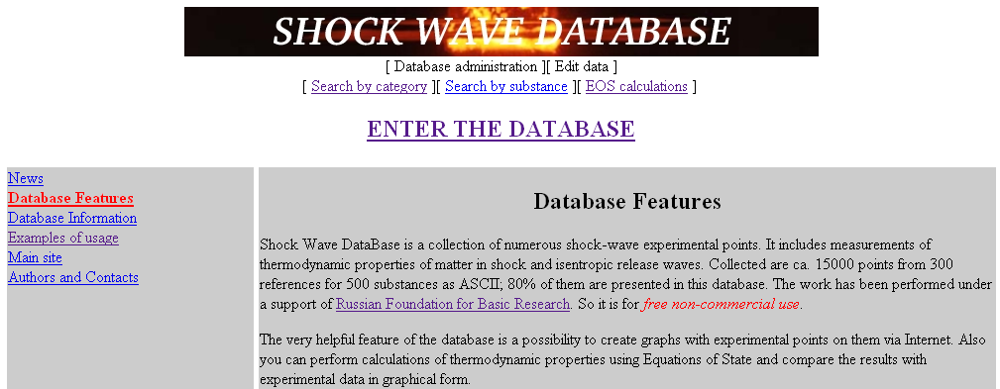 SHOCK WAVE DATABASE
[ Database administration ][ Edit data ]
[ Search by category ][ Search by substance ][ EOS calculations ]
ENTER THE DATABASE
News
Database Features
Database Information
Examples of usage
Main site
Authors and Contacts
Database Features
Shock Wave DataBase is a collection of numerous shock-wave experimental points. It includes measurements of
thermodynamic properties of matter in shock and isentropic release waves. Collected are ca. 15000 points from 300
references for 500 substances as ASCII; 80% of them are presented in this database. The work has been performed under
a support of Russian Foundation for Basic Research. So it is for free non-commercial use.
The very helpful feature of the database is a possibility to create graphs with experimental points on them via Internet. Also
you can perform calculations of thermodynamic properties using Equations of State and compare the results with
experimental data in graphical form.